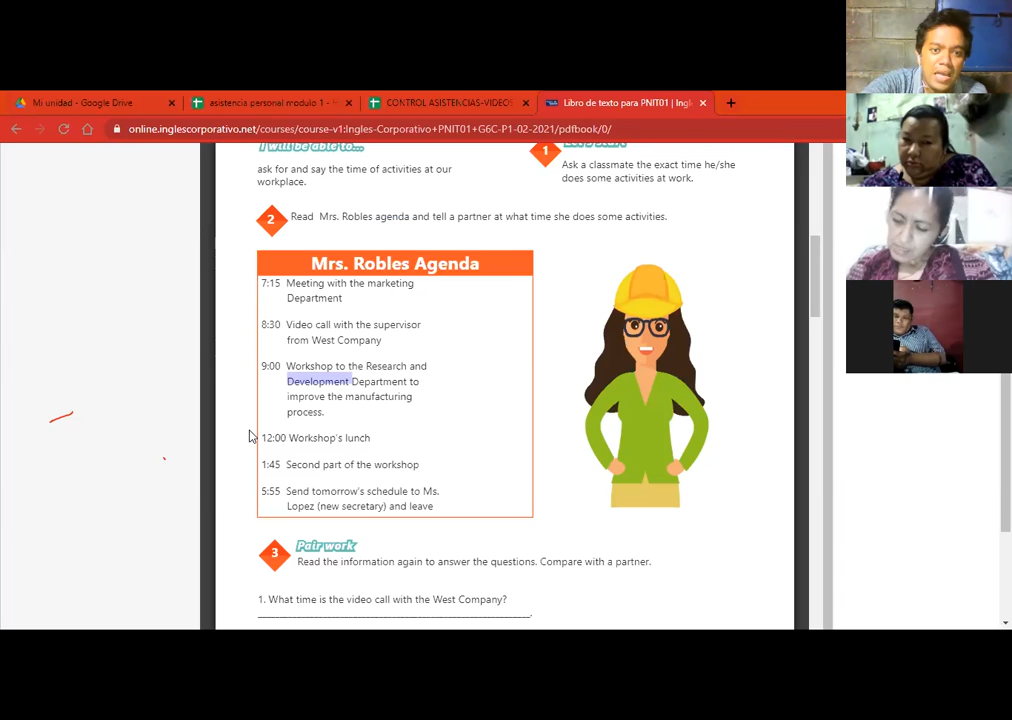 Mi unidad - Google Drive
asistencia personal modulo 1 -
CONTROL ASISTENCIAS-VIDEOS
Libro de texto para PNIT01 | Ingl
online.inglescorporativo.net/courses/course-v1:Ingles-Corporativo+PNIT01+G6C-P1-02-2021/pdfbook/0/
I will be able to...
ask for and say the time of activities at our
workplace.
1 Let's start
Ask a classmate the exact time he/she
does some activities at work.
2 Read Mrs. Robles agenda and tell a partner at what time she does some activities.
Mrs. Robles Agenda
7:15 Meeting with the marketing
Department
8:30 Video call with the supervisor
from West Company
9:00 Workshop to the Research and
Development Department to
improve the manufacturing
process.
12:00 Workshop's lunch
1:45 Second part of the workshop
5:55 Send tomorrow's schedule to Ms.
Lopez (new secretary) and leave
3 Pair work
Read the information again to answer the questions. Compare with a partner.
1. What time is the video call with the West Company?